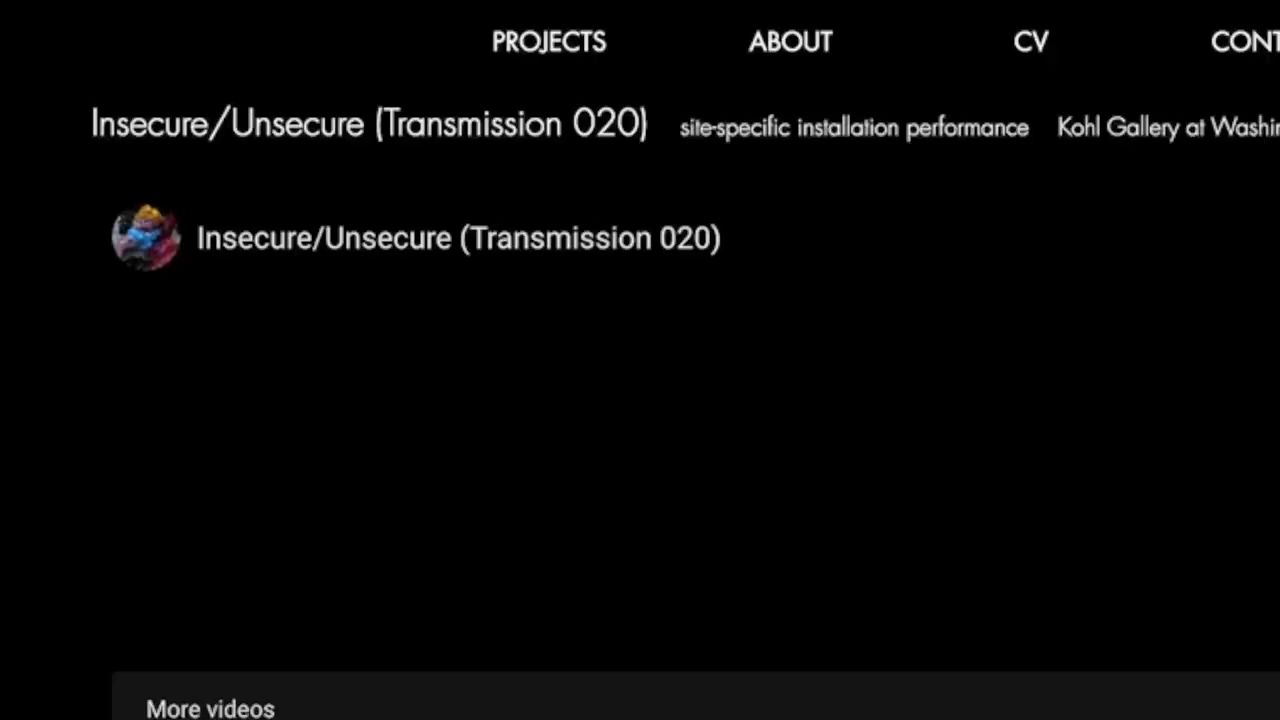 PROJECTS ABOUT CV
Insecure/Unsecure (Transmission 020) site-specific installation performance Kohl Gallery at
Insecure/Unsecure (Transmission 020)
More videos